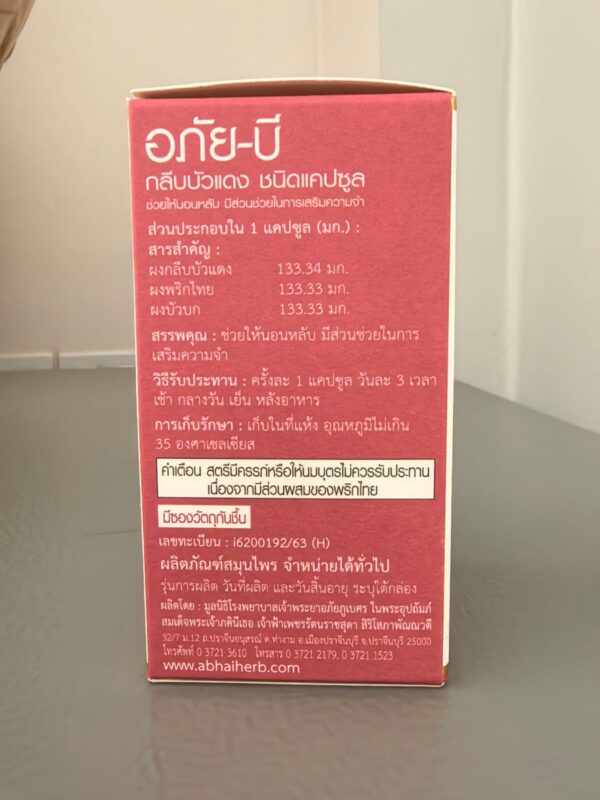 อภัย-บี
กลีบบัวแดง ชนิดแคปซูล
ช่วยให้นอนหลับ มีส่วนช่วยในการเสริมความจำ
ส่วนประกอบใน 1 แคปซูล (มก.) :
สารสำคัญ :
ผงกลีบบัวแดง 133.34 มก.
ผงพริกไทย 133.33 มก.
ผงบัวบก 133.33 มก.
สรรพคุณ : ช่วยให้นอนหลับ มีส่วนช่วยในการ
เสริมความจำ
วิธีรับประทาน : ครั้งละ 1 แคปซูล วันละ 3 เวลา
เช้า กลางวัน เย็น หลังอาหาร
การเก็บรักษา : เก็บในที่แห้ง อุณหภูมิไม่เกิน
35 องศาเซลเซียส
คำเตือน สตรีมีครรภ์หรือให้นมบุตรไม่ควรรับประทาน
เนื่องจากมีส่วนผสมของพริกไทย
มีซองวัตถุกันชื้น
เลขทะเบียน : i6200192/63 (H)
ผลิตภัณฑ์สมุนไพร จำหน่ายได้ทั่วไป
รุ่นการผลิต วันที่ผลิต และวันสิ้นอายุ ระบุใต้กล่อง
ผลิตโดย : มูลนิธิโรงพยาบาลเจ้าพระยาอภัยภูเบศร ในพระอุปถัมภ์
สมเด็จพระเจ้าภคินีเธอ เจ้าฟ้าเพชรรัตนราชสุดา สิริโสภาพัณณวดี
32/7 ม.12 ถ.ปราจีนอนุสรณ์ ต.ท่างาม อ.เมืองปราจีนบุรี จ.ปราจีนบุรี 25000
โทรศัพท์ 0 3721 3610 โทรสาร 0 3721 2179, 0 3721 1523
www.abhaiherb.com